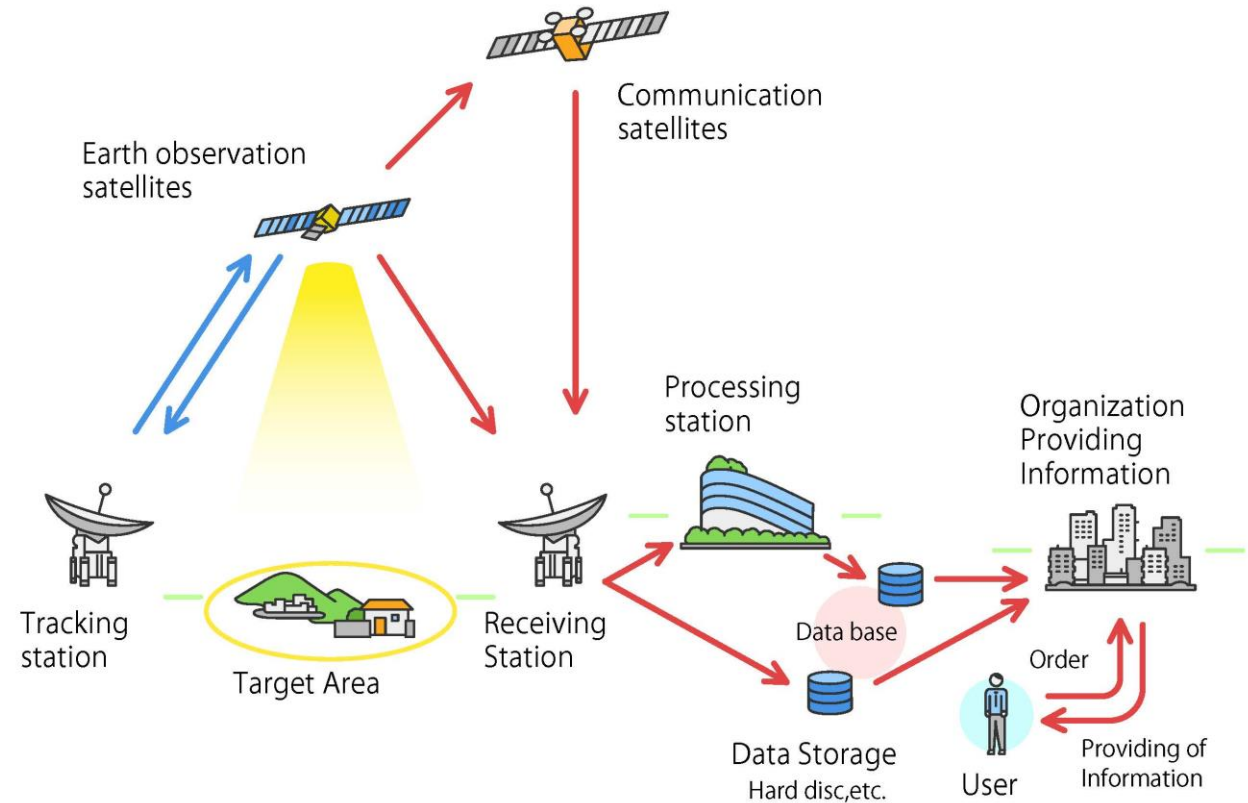 Communication
satellites
Earth observation
satellites
Processing
station
Organization
Providing
Information
Tracking
station
Target Area
Receiving
Station
Data base
Data Storage
Hard disc,etc.
Order
User
Providing of
Information